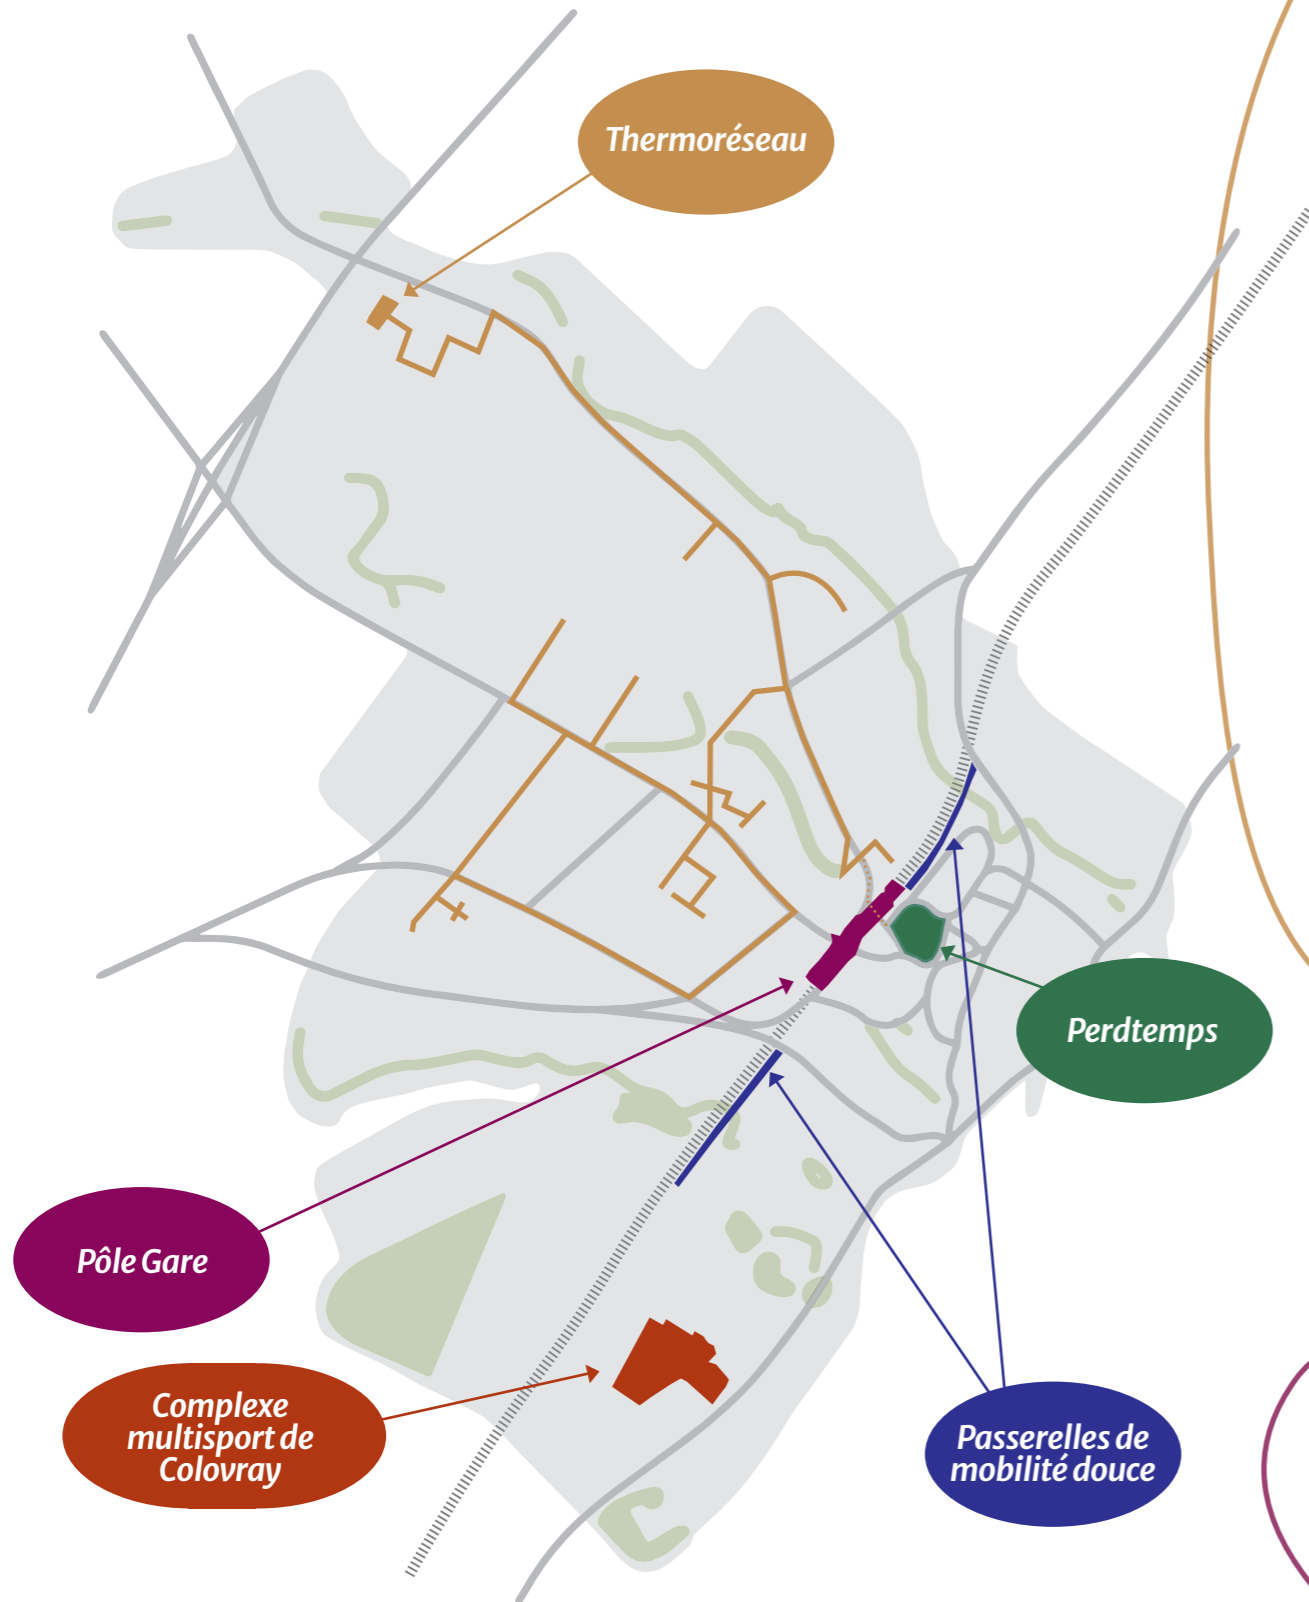 Thermoréseau
Perdtemps
Pôle Gare
Complexe
multisport de
Colovray
Passerelles de
mobilité douce